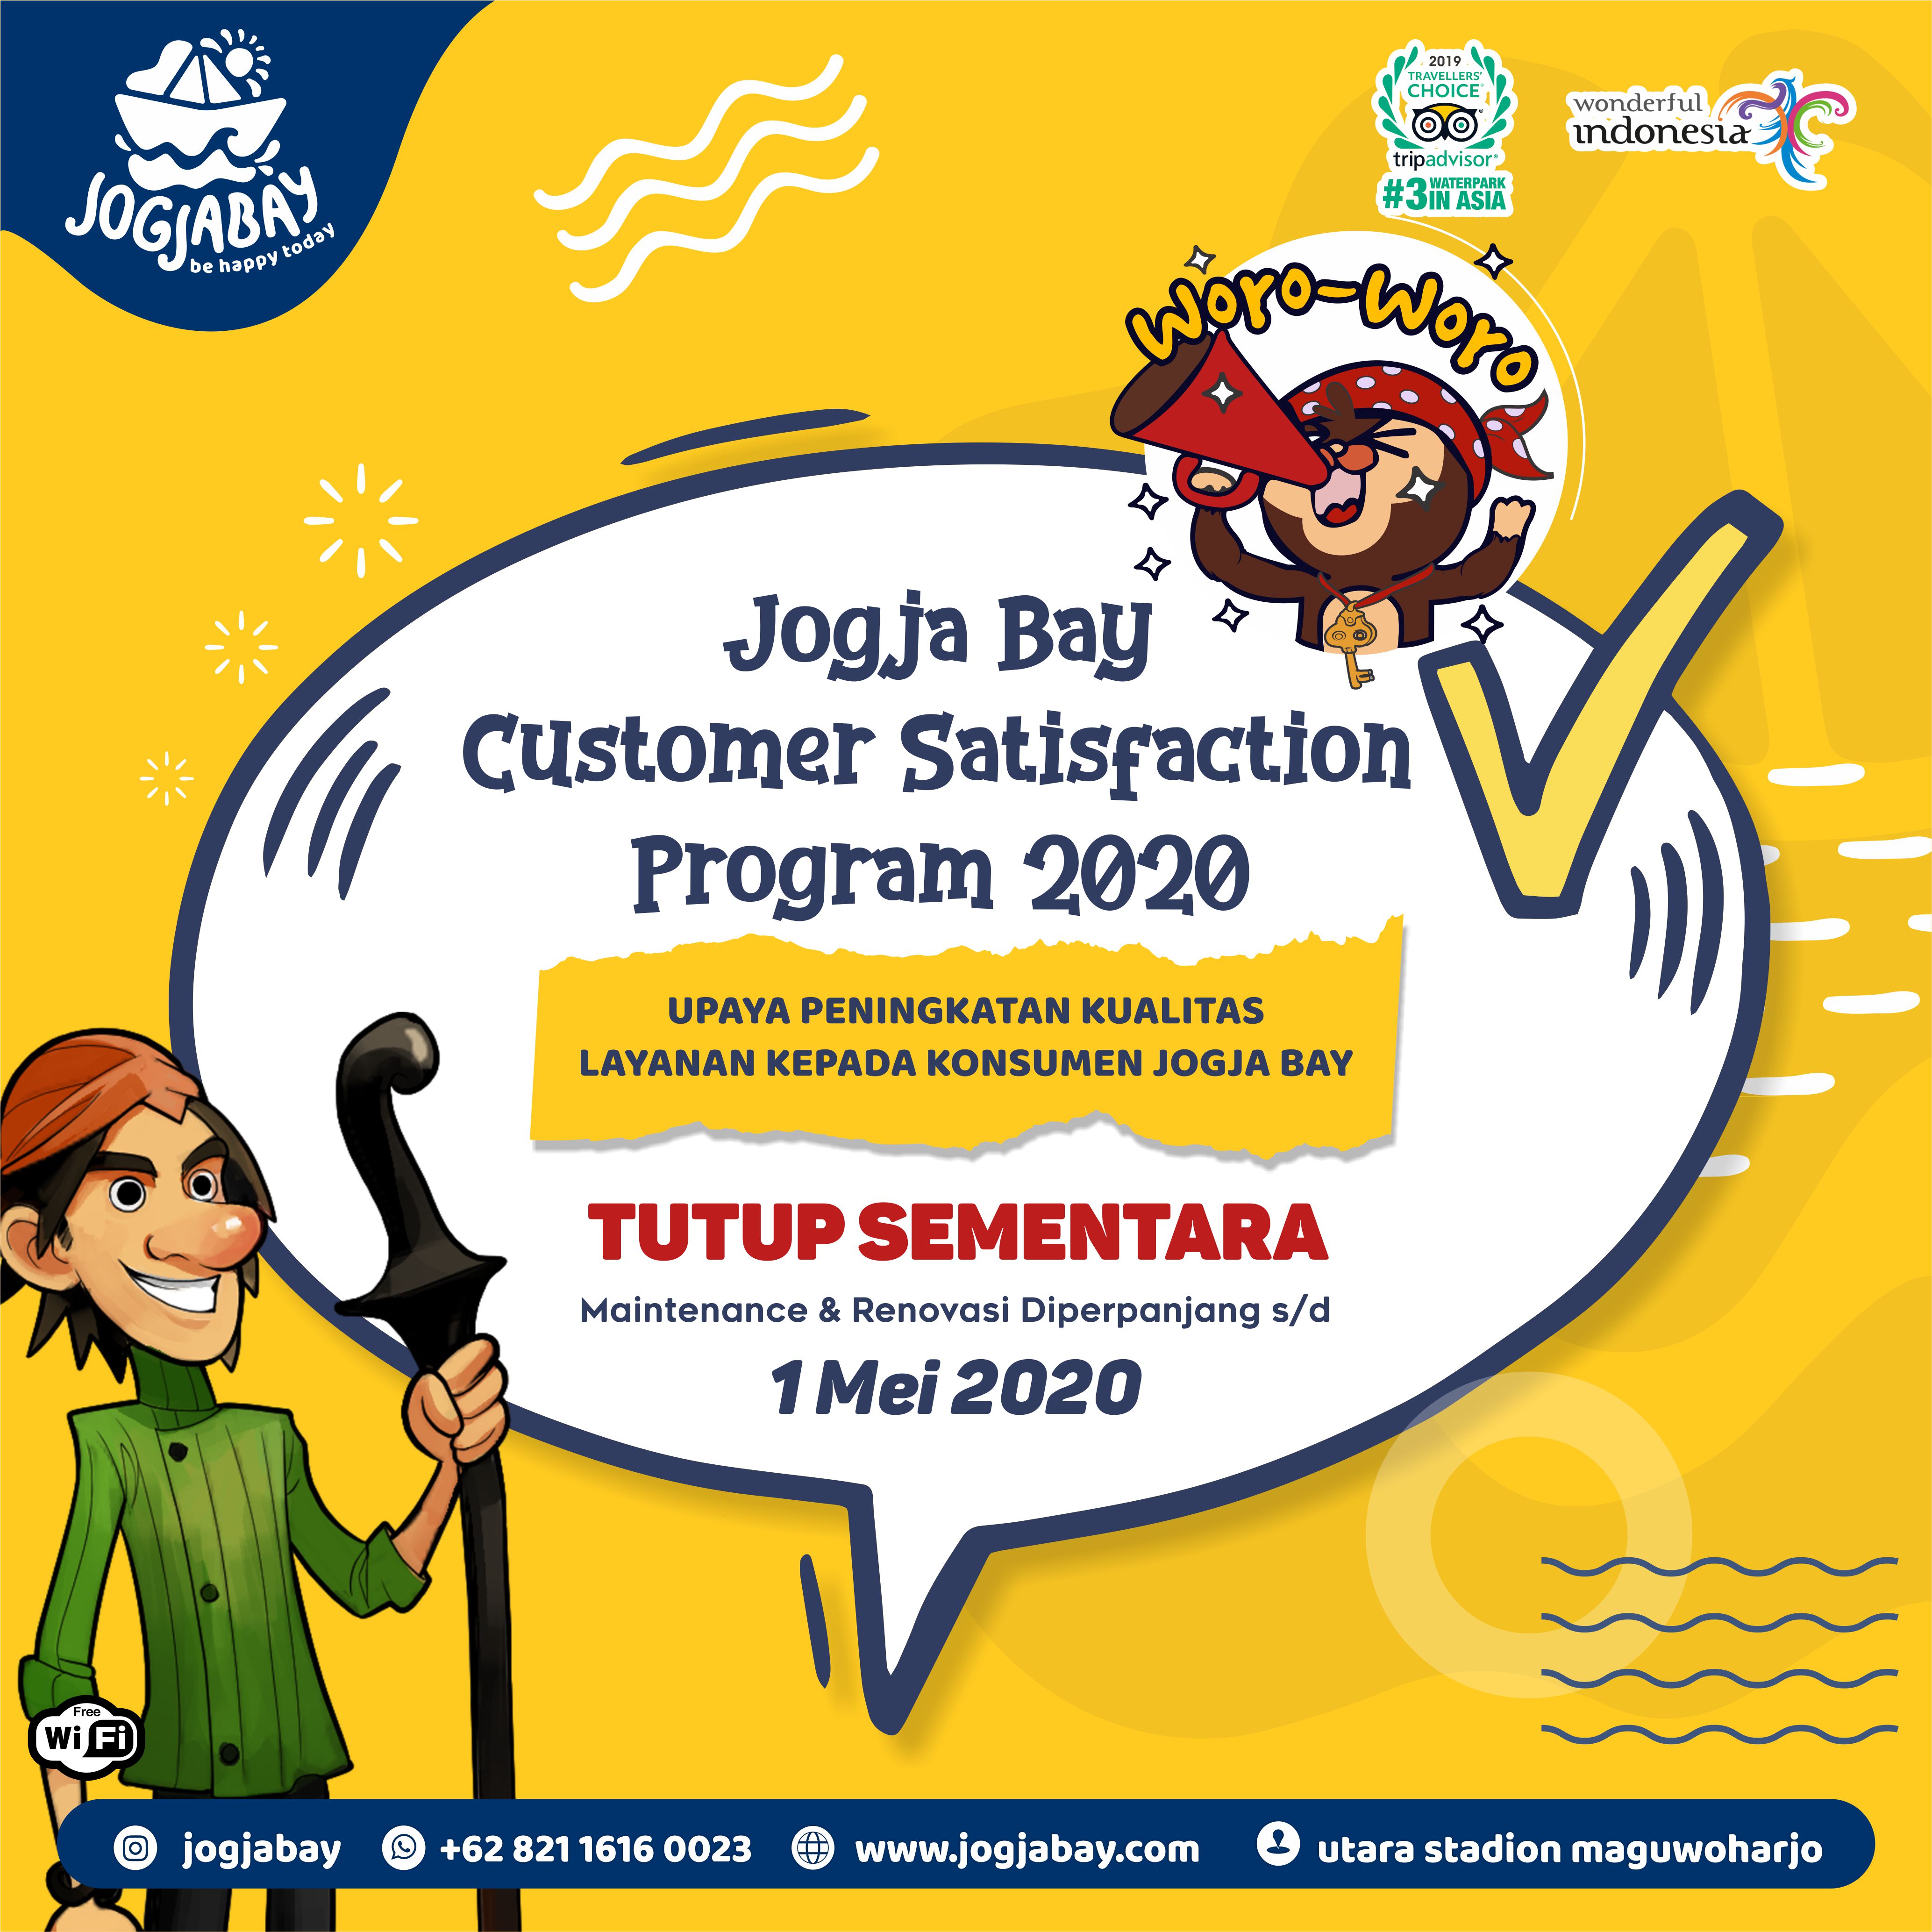 JOGJABAY
be happy today
2019
TRAVELLERS'
CHOICE®
tripadvisor®
#3 WATERPARK
IN ASIA
wonderful
indonesia
Woro-Woro
Jogja Bay
Customer Satisfaction
Program 2020
UPAYA PENINGKATAN KUALITAS
LAYANAN KEPADA KONSUMEN JOGJA BAY
TUTUP SEMENTARA
Maintenance & Renovasi Diperpanjang s/d
1 Mei 2020
Free
Wi Fi
jogjabay +62 821 1616 0023 www.jogjabay.com utara stadion maguwoharjo